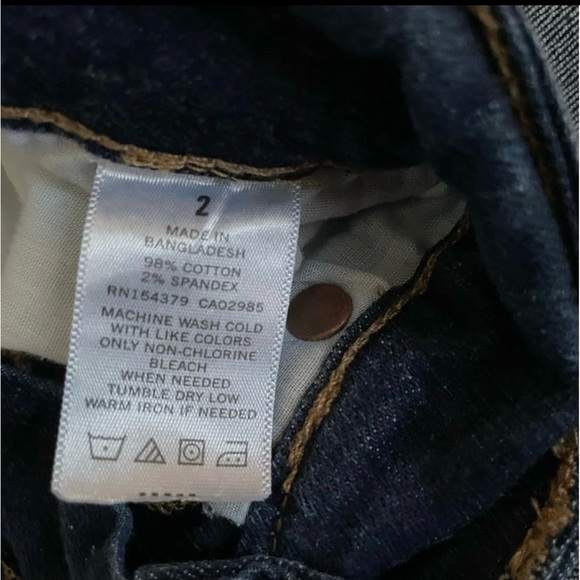 2
MADE IN
BANGLADESH
98% COTTON
2% SPANDEX
RN154379 CA02985
MACHINE WASH COLD
WITH LIKE COLORS
ONLY NON-CHLORINE
BLEACH
WHEN NEEDED
TUMBLE DRY LOW
WARM IRON IF NEEDED